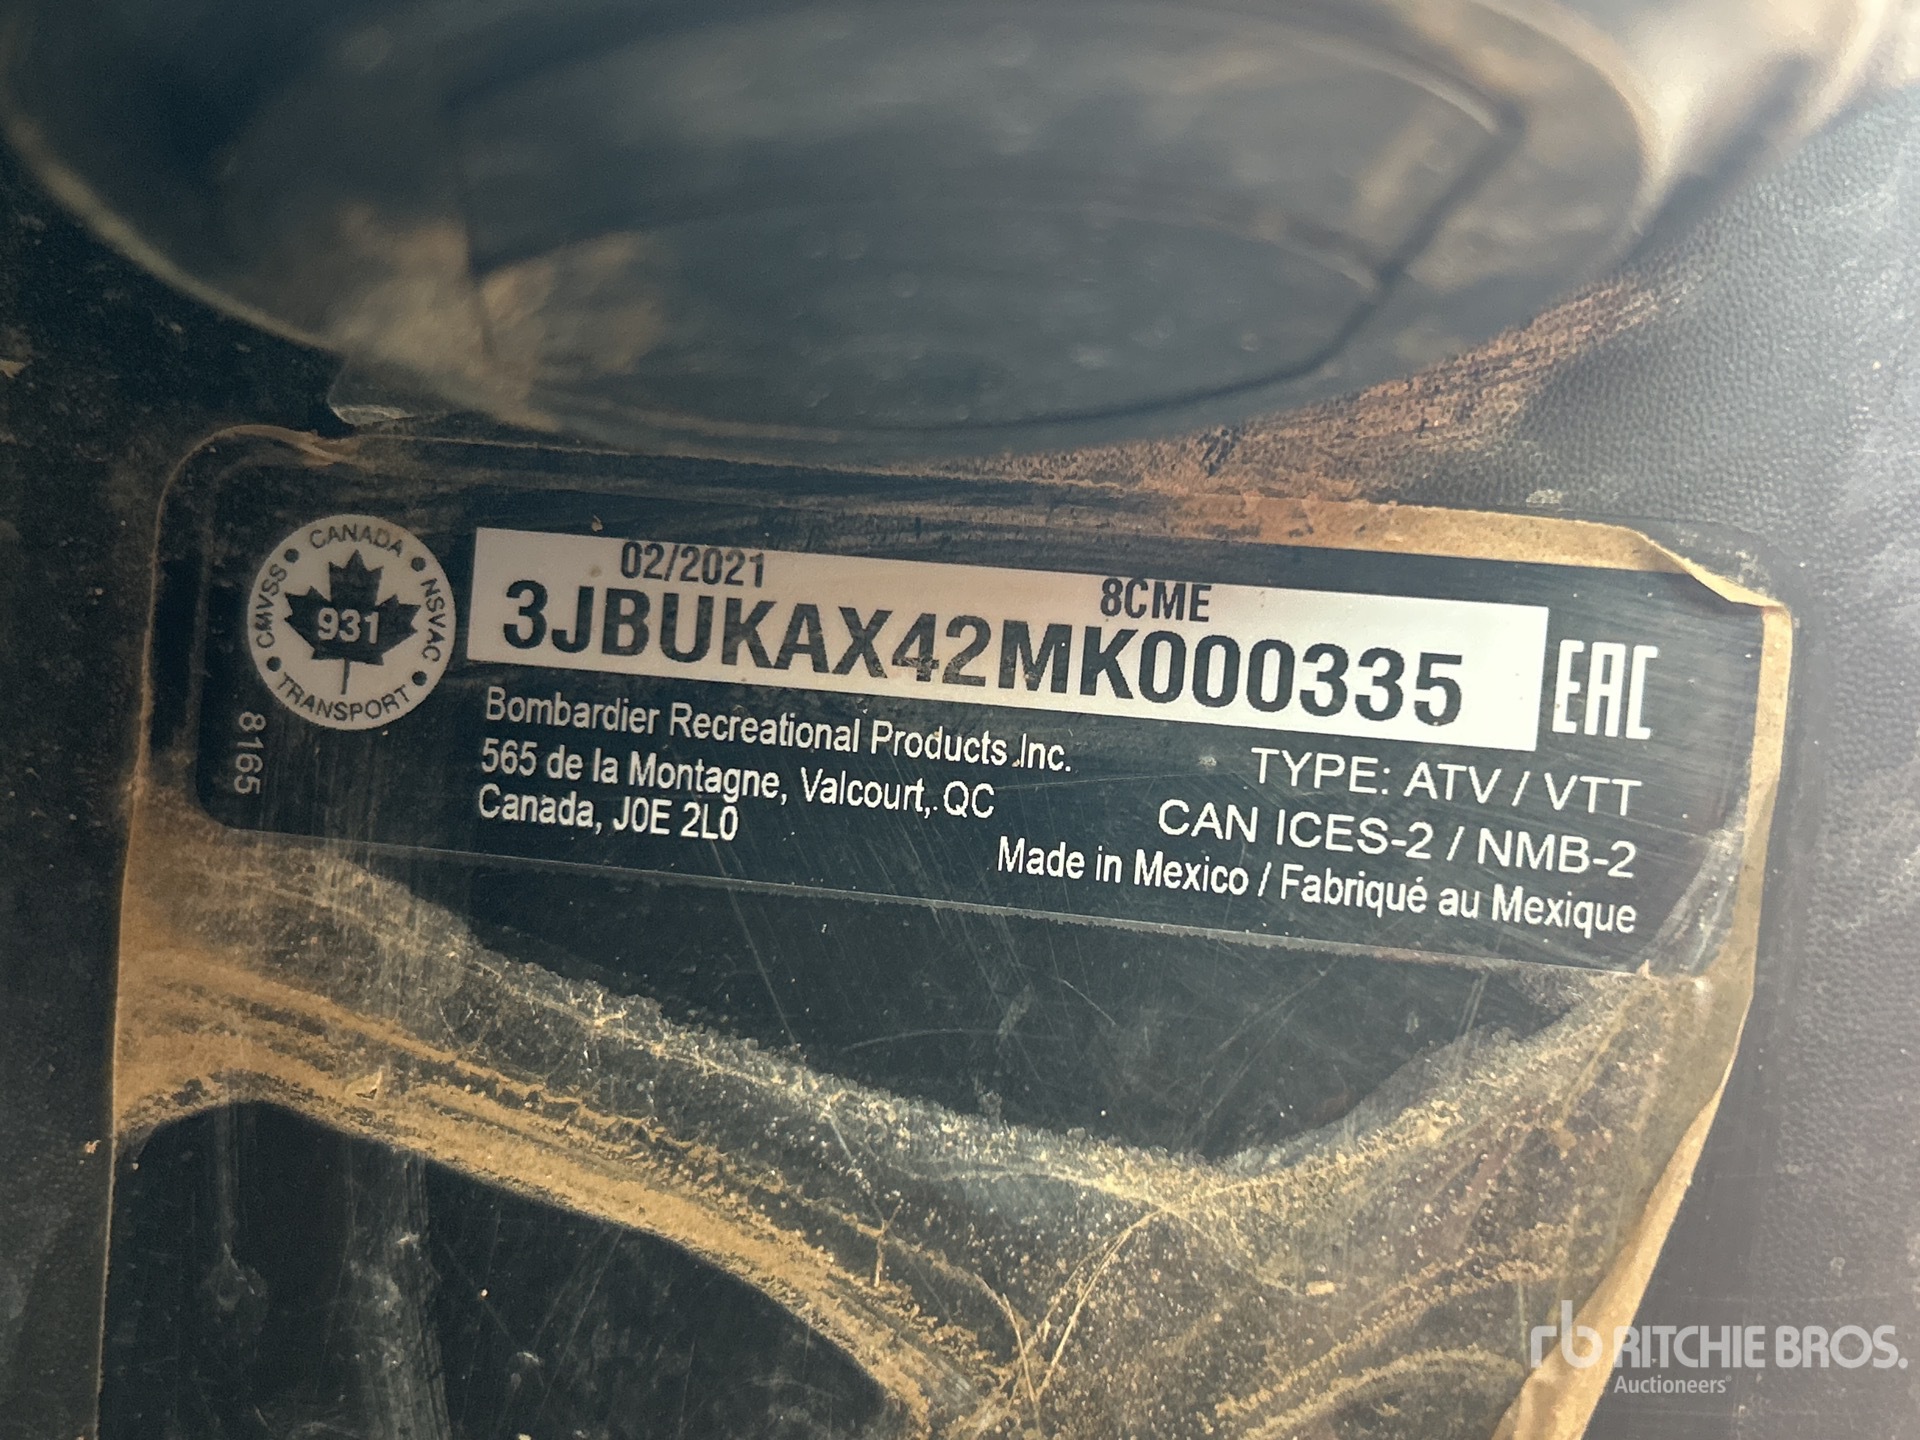 CANADA
CMVSS • NSVAC
931
TRANSPORT
8165
02/2021 8CME
3JBUKAX42MK000335
EAC
Bombardier Recreational Products Inc.
565 de la Montagne, Valcourt, QC
Canada, J0E 2L0
TYPE: ATV / VTT
CAN ICES-2 / NMB-2
Made in Mexico / Fabriqué au Mexique
rb RITCHIE BROS.
Auctioneers